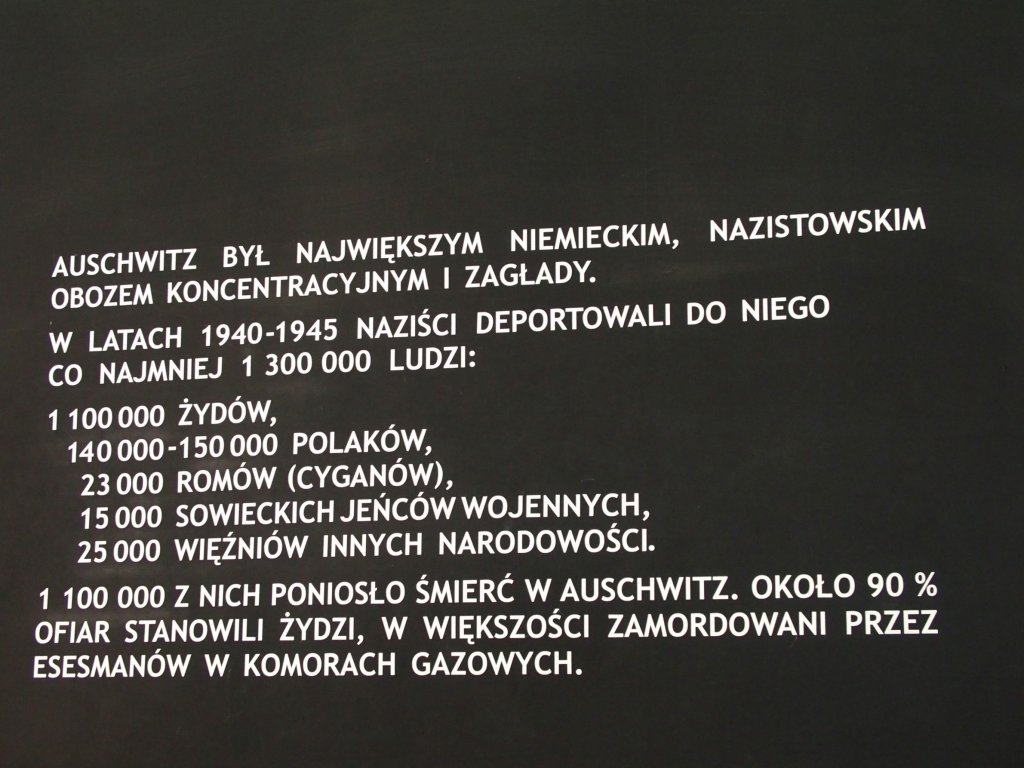 AUSCHWITZ BYŁ NAJWIĘKSZYM NIEMIECKIM, NAZISTOWSKIM
OBOZEM KONCENTRACYJNYM I ZAGŁADY.
W LATACH 1940-1945 NAZIŚCI DEPORTOWALI DO NIEGO
CO NAJMNIEJ 1 300 000 LUDZI:
1 100 000 ŻYDÓW,
140 000-150 000 POLAKÓW,
23 000 ROMÓW (CYGANÓW),
15 000 SOWIECKICH JEŃCÓW WOJENNYCH,
25 000 WIĘŹNIÓW INNYCH NARODOWOŚCI.
1 100 000 Z NICH PONIOSŁO ŚMIERĆ W AUSCHWITZ. OKOŁO 90 %
OFIAR STANOWILI ŻYDZI, W WIĘKSZOŚCI ZAMORDOWANI PRZEZ
ESESMANÓW W KOMORACH GAZOWYCH.